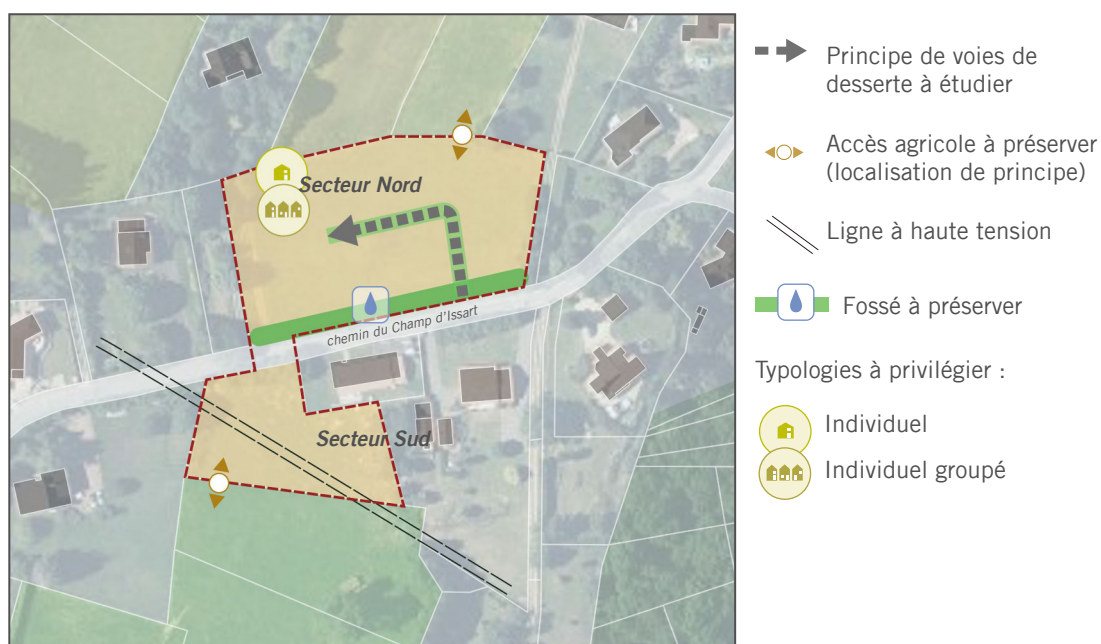 Secteur Nord
chemin du Champ d'Issart
Secteur Sud
Principe de voies de
desserte à étudier
Accès agricole à préserver
(localisation de principe)
Ligne à haute tension
Fossé à préserver
Typologies à privilégier :
Individuel
Individuel groupé